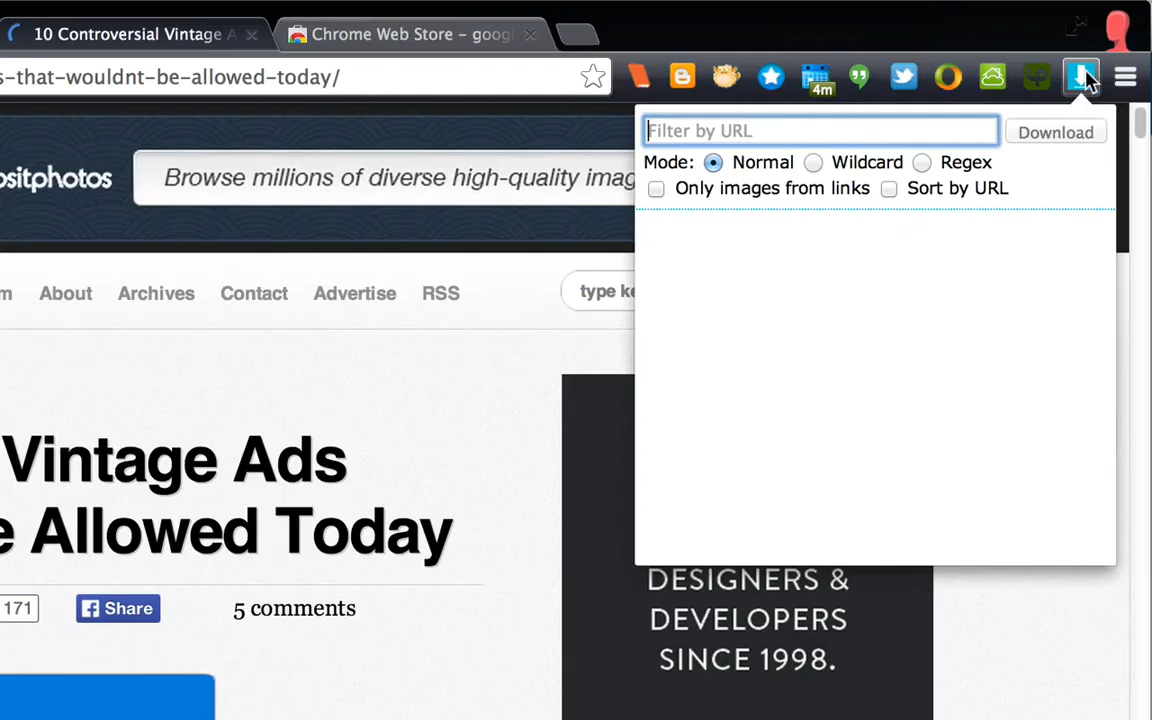 10 Controversial Vintage A
Chrome Web Store – goog
s-that-wouldnt-be-allowed-today/
4m
Filter by URL
Download
Mode: Normal Wildcard Regex
Only images from links Sort by URL
ositphotos
Browse millions of diverse high-quality imag
m About Archives Contact Advertise RSS
type ke
Vintage Ads
e Allowed Today
171
Share
5 comments
DESIGNERS &
DEVELOPERS
SINCE 1998.